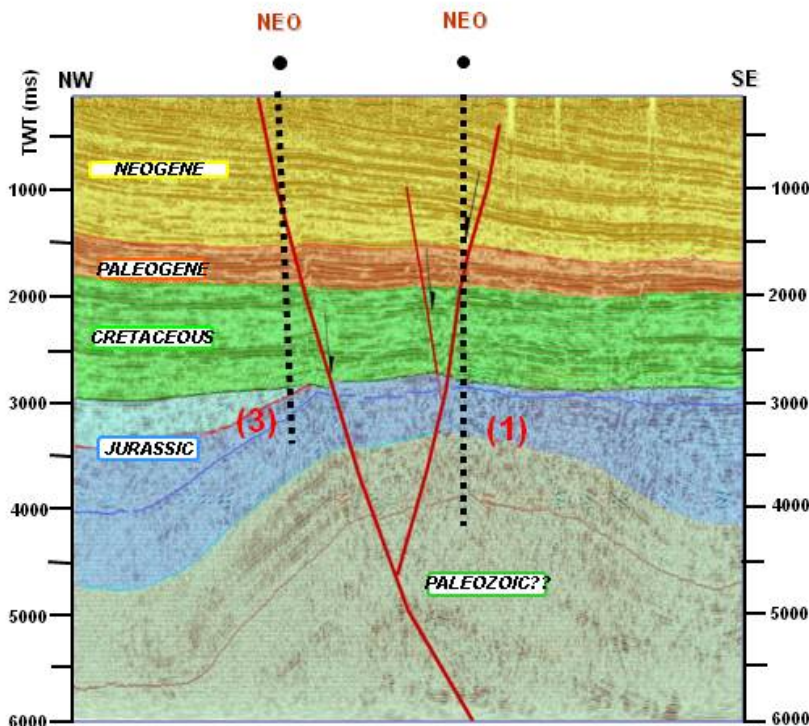 NEO NEO
NW SE
TWT (ms)
NEOGENE
1000 1000
PALEOGENE
2000 2000
CRETACEOUS
3000 3000
(3) (1)
JURASSIC
4000 4000
PALEOZOIC??
5000 5000
6000 6000